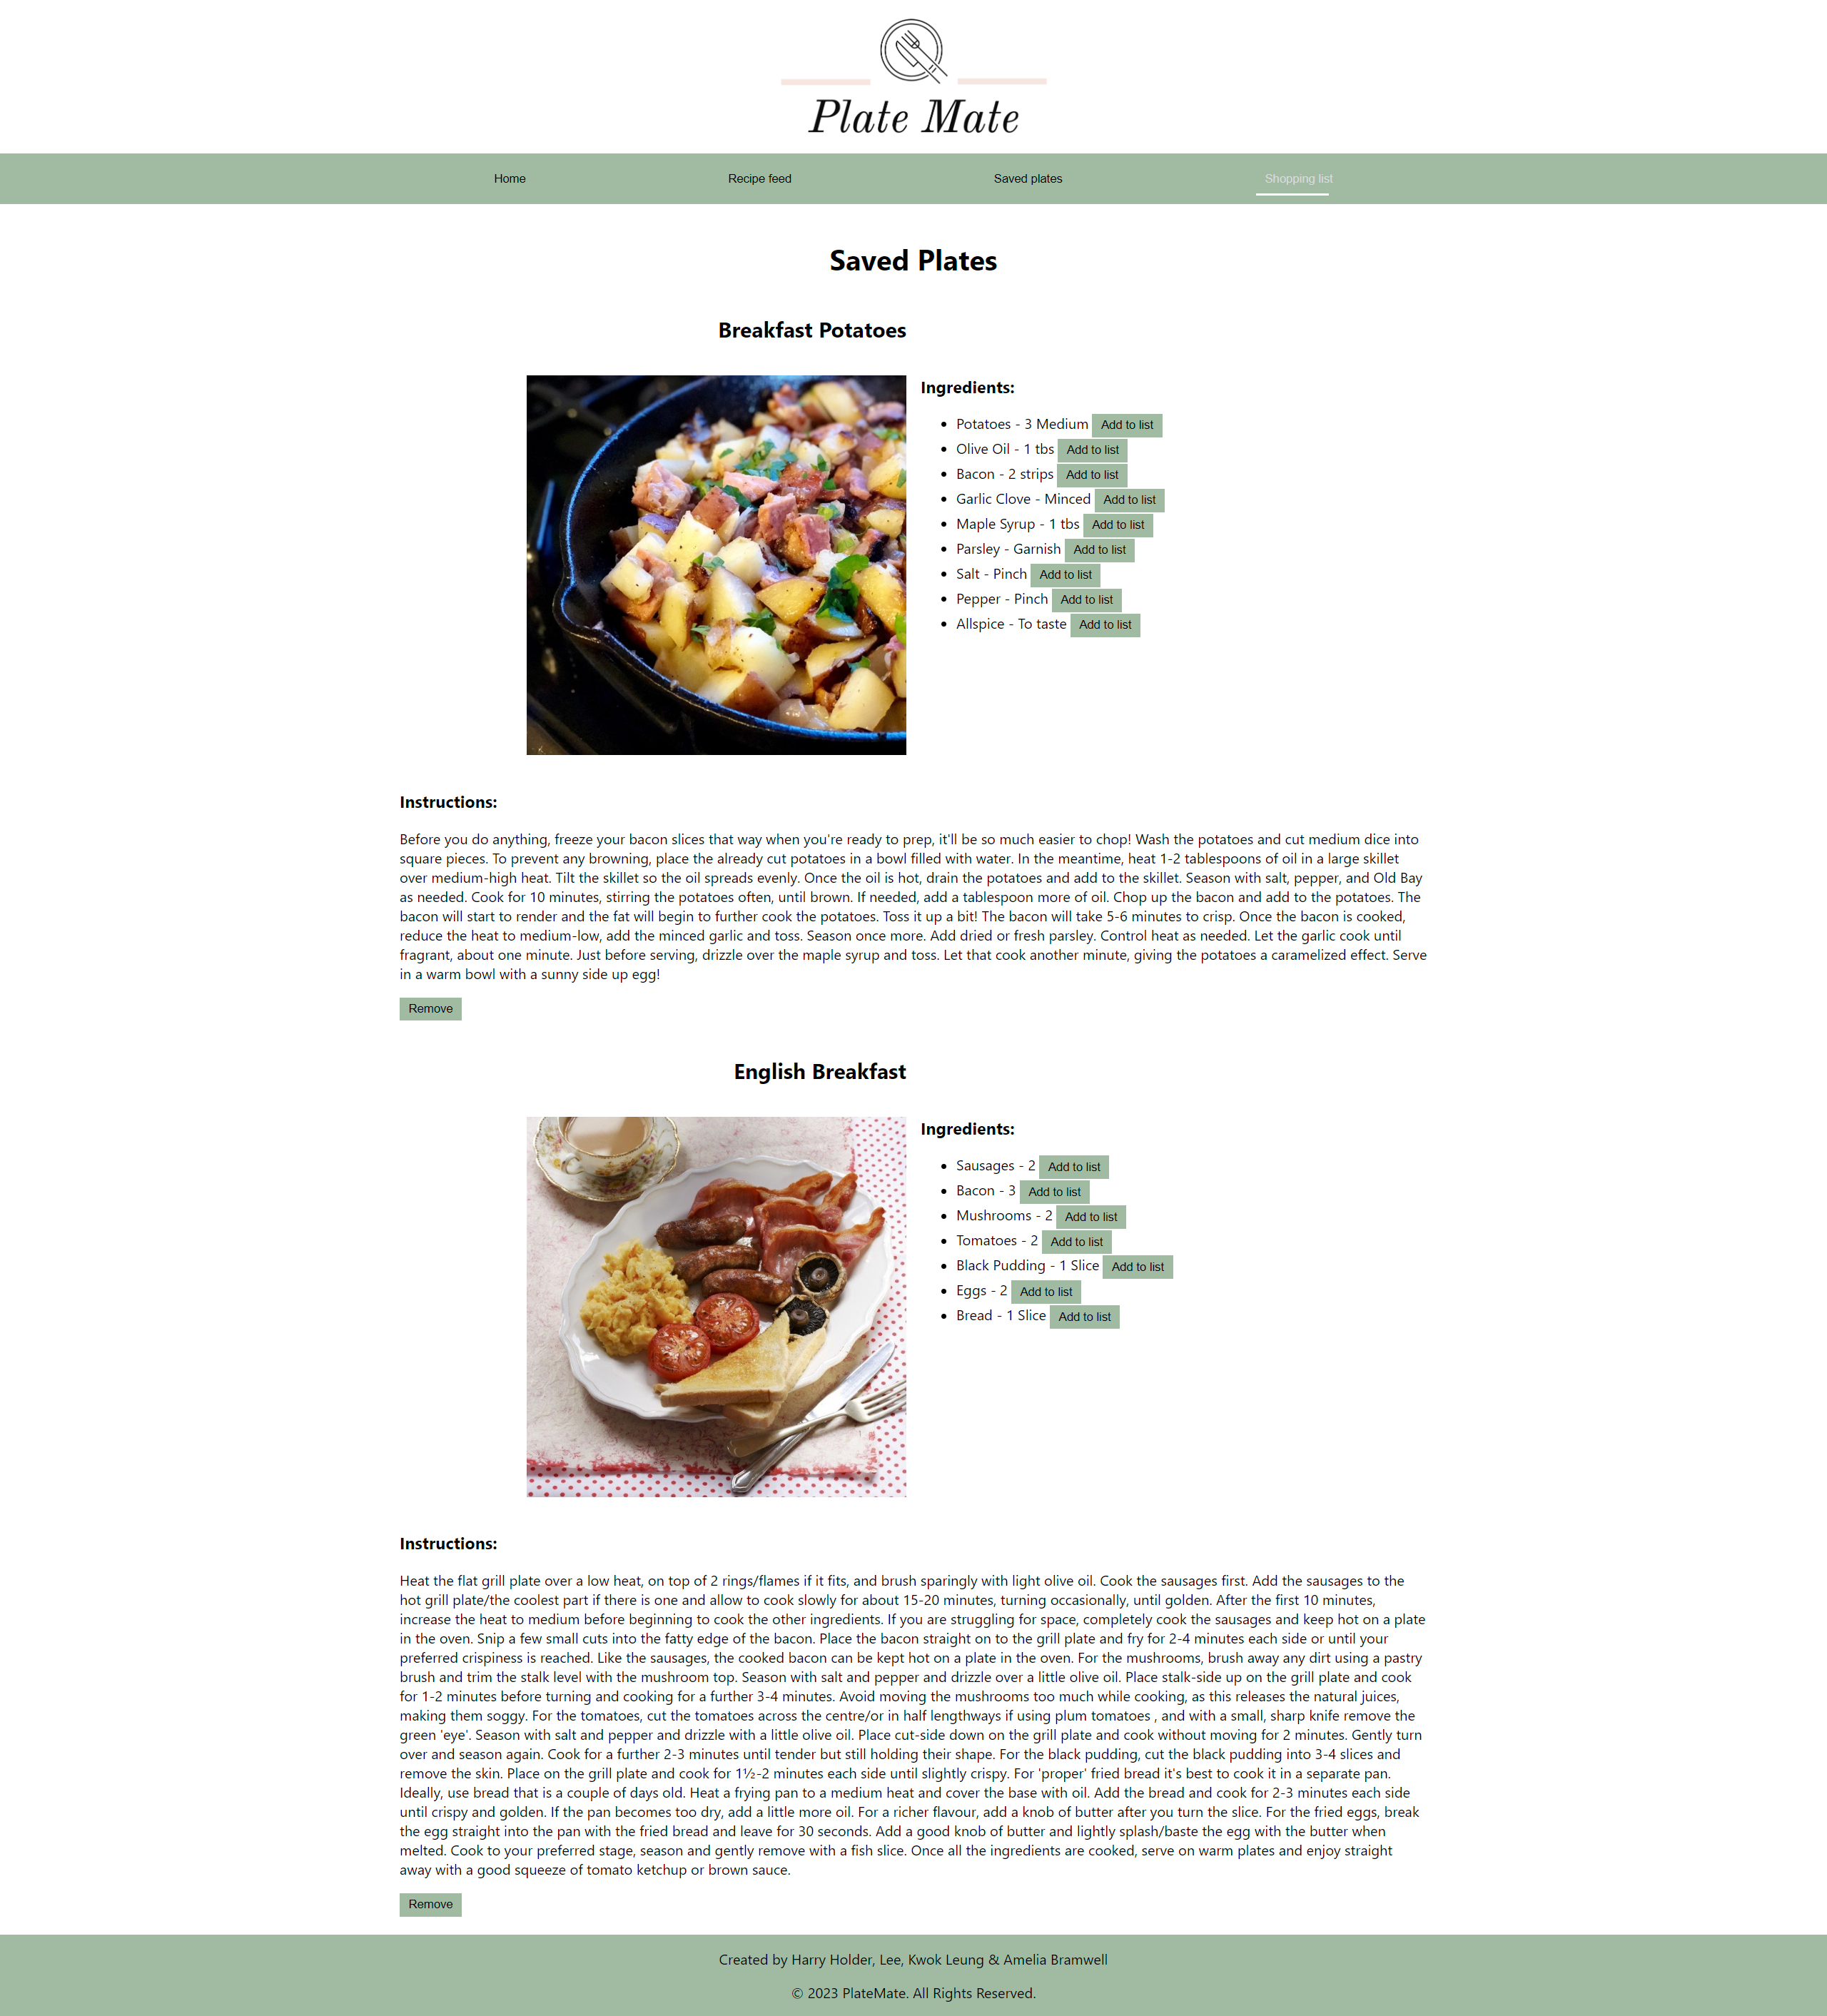 Plate Mate
Home
Recipe feed
Saved plates
Shopping list
Saved Plates
Breakfast Potatoes
Ingredients:
Potatoes - 3 Medium Add to list
Olive Oil - 1 tbs Add to list
Bacon - 2 strips Add to list
Garlic Clove - Minced Add to list
Maple Syrup - 1 tbs Add to list
Parsley - Garnish Add to list
Salt - Pinch Add to list
Pepper - Pinch Add to list
Allspice - To taste Add to list
Instructions:
Before you do anything, freeze your bacon slices that way when you're ready to prep, it'll be so much easier to chop! Wash the potatoes and cut medium dice into
square pieces. To prevent any browning, place the already cut potatoes in a bowl filled with water. In the meantime, heat 1-2 tablespoons of oil in a large skillet
over medium-high heat. Tilt the skillet so the oil spreads evenly. Once the oil is hot, drain the potatoes and add to the skillet. Season with salt, pepper, and Old Bay
as needed. Cook for 10 minutes, stirring the potatoes often, until brown. If needed, add a tablespoon more of oil. Chop up the bacon and add to the potatoes. The
bacon will start to render and the fat will begin to further cook the potatoes. Toss it up a bit! The bacon will take 5-6 minutes to crisp. Once the bacon is cooked,
reduce the heat to medium-low, add the minced garlic and toss. Season once more. Add dried or fresh parsley. Control heat as needed. Let the garlic cook until
fragrant, about one minute. Just before serving, drizzle over the maple syrup and toss. Let that cook another minute, giving the potatoes a caramelized effect. Serve
in a warm bowl with a sunny side up egg!
Remove
English Breakfast
Ingredients:
Sausages - 2 Add to list
Bacon - 3 Add to list
Mushrooms - 2 Add to list
Tomatoes - 2 Add to list
Black Pudding - 1 Slice Add to list
Eggs - 2 Add to list
Bread - 1 Slice Add to list
Instructions:
Heat the flat grill plate over a low heat, on top of 2 rings/flames if it fits, and brush sparingly with light olive oil. Cook the sausages first. Add the sausages to the
hot grill plate/the coolest part if there is one and allow to cook slowly for about 15-20 minutes, turning occasionally, until golden. After the first 10 minutes,
increase the heat to medium before beginning to cook the other ingredients. If you are struggling for space, completely cook the sausages and keep hot on a plate
in the oven. Snip a few small cuts into the fatty edge of the bacon. Place the bacon straight on to the grill plate and fry for 2-4 minutes each side or until your
preferred crispiness is reached. Like the sausages, the cooked bacon can be kept hot on a plate in the oven. For the mushrooms, brush away any dirt using a pastry
brush and trim the stalk level with the mushroom top. Season with salt and pepper and drizzle over a little olive oil. Place stalk-side up on the grill plate and cook
for 1-2 minutes before turning and cooking for a further 3-4 minutes. Avoid moving the mushrooms too much while cooking, as this releases the natural juices,
making them soggy. For the tomatoes, cut the tomatoes across the centre/or in half lengthways if using plum tomatoes , and with a small, sharp knife remove the
green 'eye'. Season with salt and pepper and drizzle with a little olive oil. Place cut-side down on the grill plate and cook without moving for 2 minutes. Gently turn
over and season again. Cook for a further 2-3 minutes until tender but still holding their shape. For the black pudding, cut the black pudding into 3-4 slices and
remove the skin. Place on the grill plate and cook for 1½-2 minutes each side until slightly crispy. For 'proper' fried bread it's best to cook it in a separate pan.
Ideally, use bread that is a couple of days old. Heat a frying pan to a medium heat and cover the base with oil. Add the bread and cook for 2-3 minutes each side
until crispy and golden. If the pan becomes too dry, add a little more oil. For a richer flavour, add a knob of butter after you turn the slice. For the fried eggs, break
the egg straight into the pan with the fried bread and leave for 30 seconds. Add a good knob of butter and lightly splash/baste the egg with the butter when
melted. Cook to your preferred stage, season and gently remove with a fish slice. Once all the ingredients are cooked, serve on warm plates and enjoy straight
away with a good squeeze of tomato ketchup or brown sauce.
Remove
Created by Harry Holder, Lee, Kwok Leung & Amelia Bramwell
© 2023 PlateMate. All Rights Reserved.